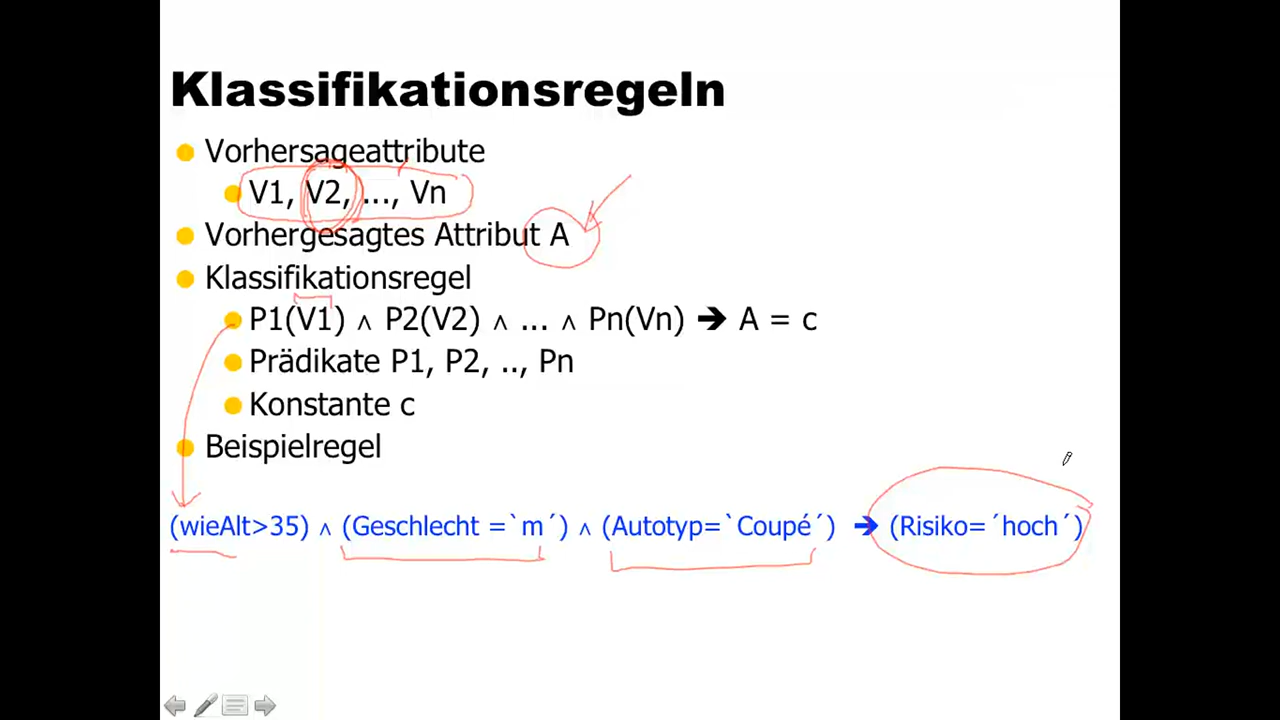 Klassifikationsregeln
Vorhersageattribute
V1, V2, ..., Vn
Vorhergesagtes Attribut A
Klassifikationsregel
P1(V1) ∧ P2(V2) ∧ ... ∧ Pn(Vn) ➔ A = c
Prädikate P1, P2, .., Pn
Konstante c
Beispielregel
(wieAlt>35) ∧ (Geschlecht =`m´) ∧ (Autotyp=`Coupé´) ➔ (Risiko=´hoch´)